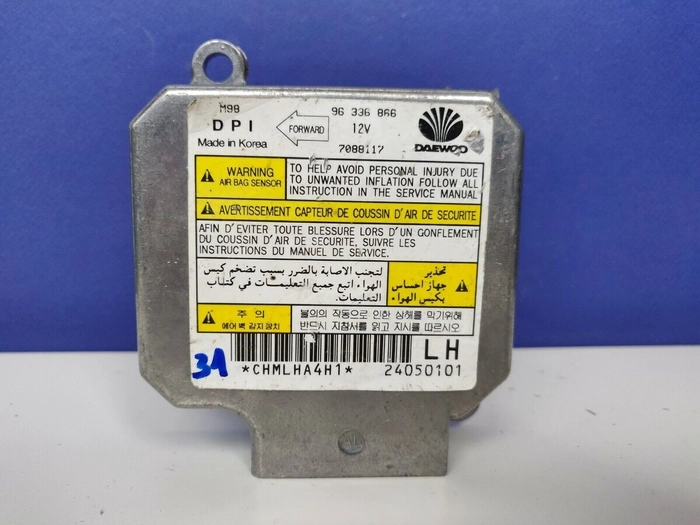 M98
DPI
Made in Korea
FORWARD
96 336 866
12V
7088117
DAEWOO
WARNING
AIR BAG SENSOR
TO HELP AVOID PERSONAL INJURY DUE
TO UNWANTED INFLATION FOLLOW ALL
INSTRUCTION IN THE SERVICE MANUAL
AVERTISSEMENT CAPTEUR DE COUSSIN D'AIR DE SECURITE
AFIN D'EVITER TOUTE BLESSURE LORS D'UN GONFLEMENT
DU COUSSIN D'AIR DE SECURITE, SUIVRE LES
INSTRUCTIONS DU MANUEL DE SERVICE.
تحذير
جهاز احساس
بكيس الهواء
لتجنب الاصابة بالضرر بسبب تضخم كيس
الهواء اتبع جميع التعليمات في كتاب
التعليمات.
주 의
에어 백 감지 장치
불의의 작동으로 인한 상해를 막기위해
반드시 지침서를 읽고 지시를 따르시오
31
LH
*CHMLHA4H1*
24050101